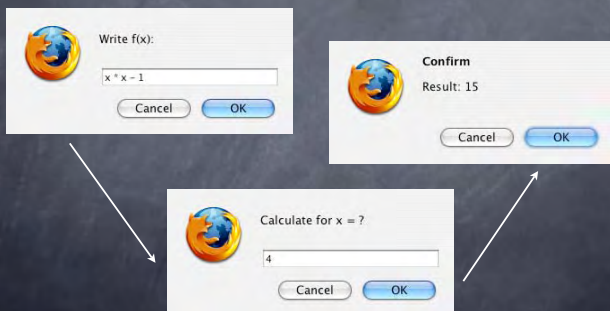 Write f(x):
x * x - 1
Cancel
OK
Calculate for x = ?
4
Cancel
OK
Confirm
Result: 15
Cancel
OK